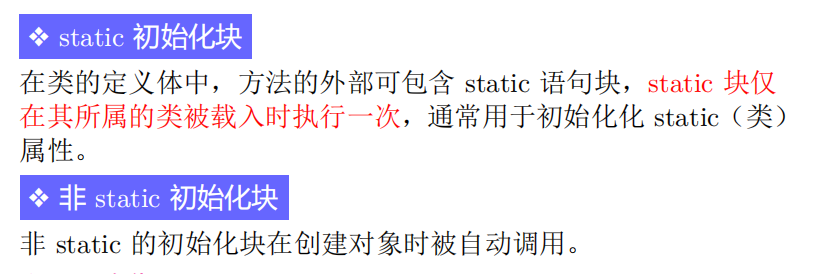 ❖ static 初始化块
在类的定义体中，方法的外部可包含 static 语句块，static 块仅
在其所属的类被载入时执行一次，通常用于初始化化 static（类）
属性。
❖ 非 static 初始化块
非 static 的初始化块在创建对象时被自动调用。